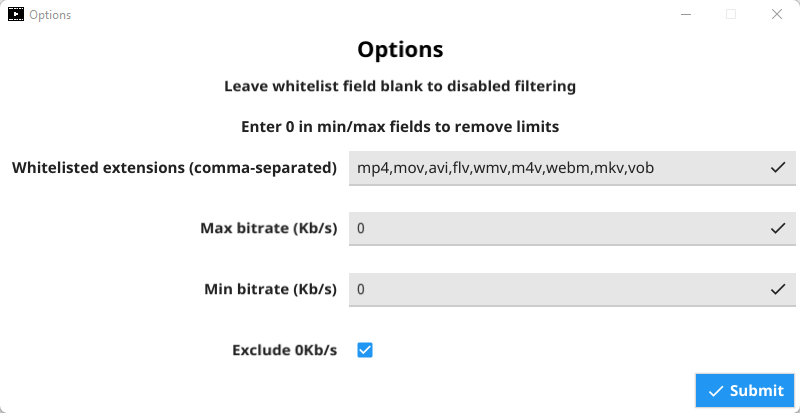 Options
Options
Leave whitelist field blank to disabled filtering
Enter 0 in min/max fields to remove limits
Whitelisted extensions (comma-separated) mp4,mov,avi,flv,wmv,m4v,webm,mkv,vob
Max bitrate (Kb/s) 0
Min bitrate (Kb/s) 0
Exclude 0Kb/s
Submit